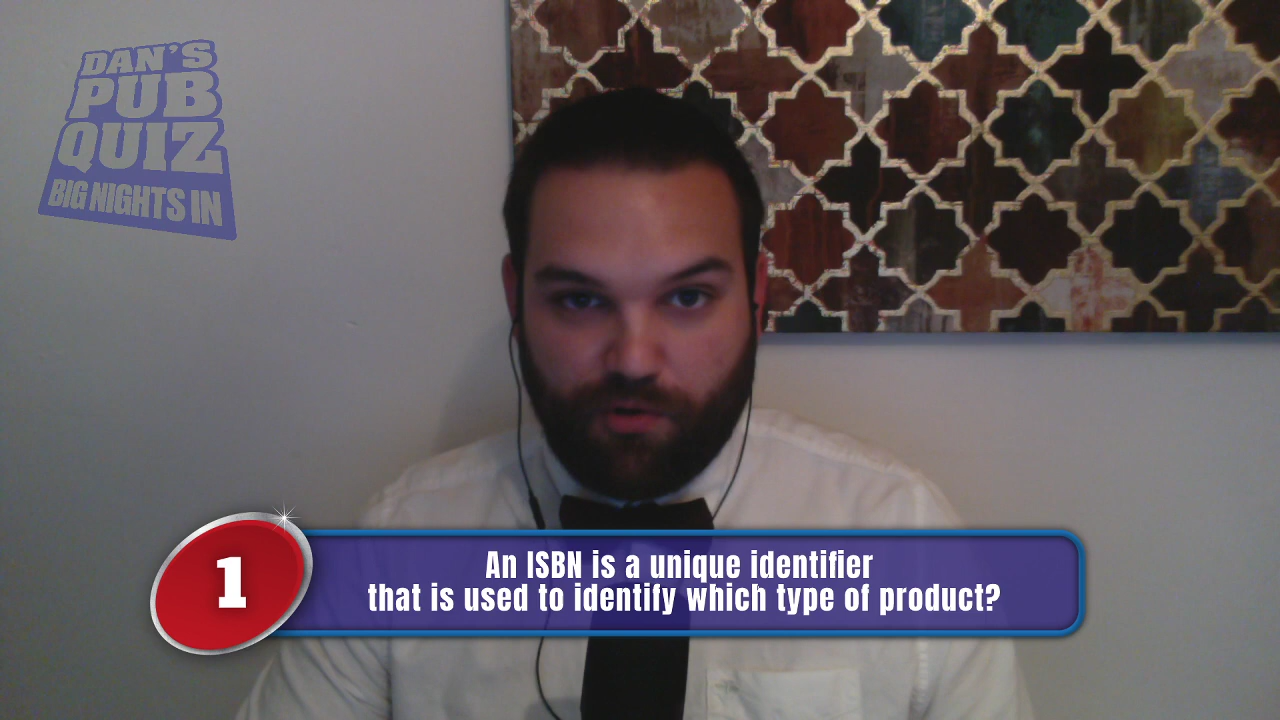 DAN'S
PUB
QUIZ
BIG NIGHTS IN
1
An ISBN is a unique identifier
that is used to identify which type of product?